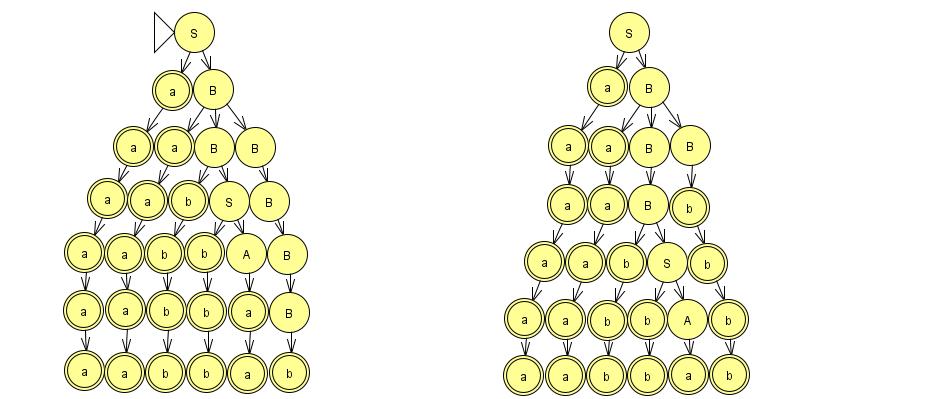 S
a B
a a B B
a a b S B
a a b b A B
a a b b a B
a a b b a b
S
a B
a a B B
a a B b
a a b S b
a a b b A b
a a b b a b